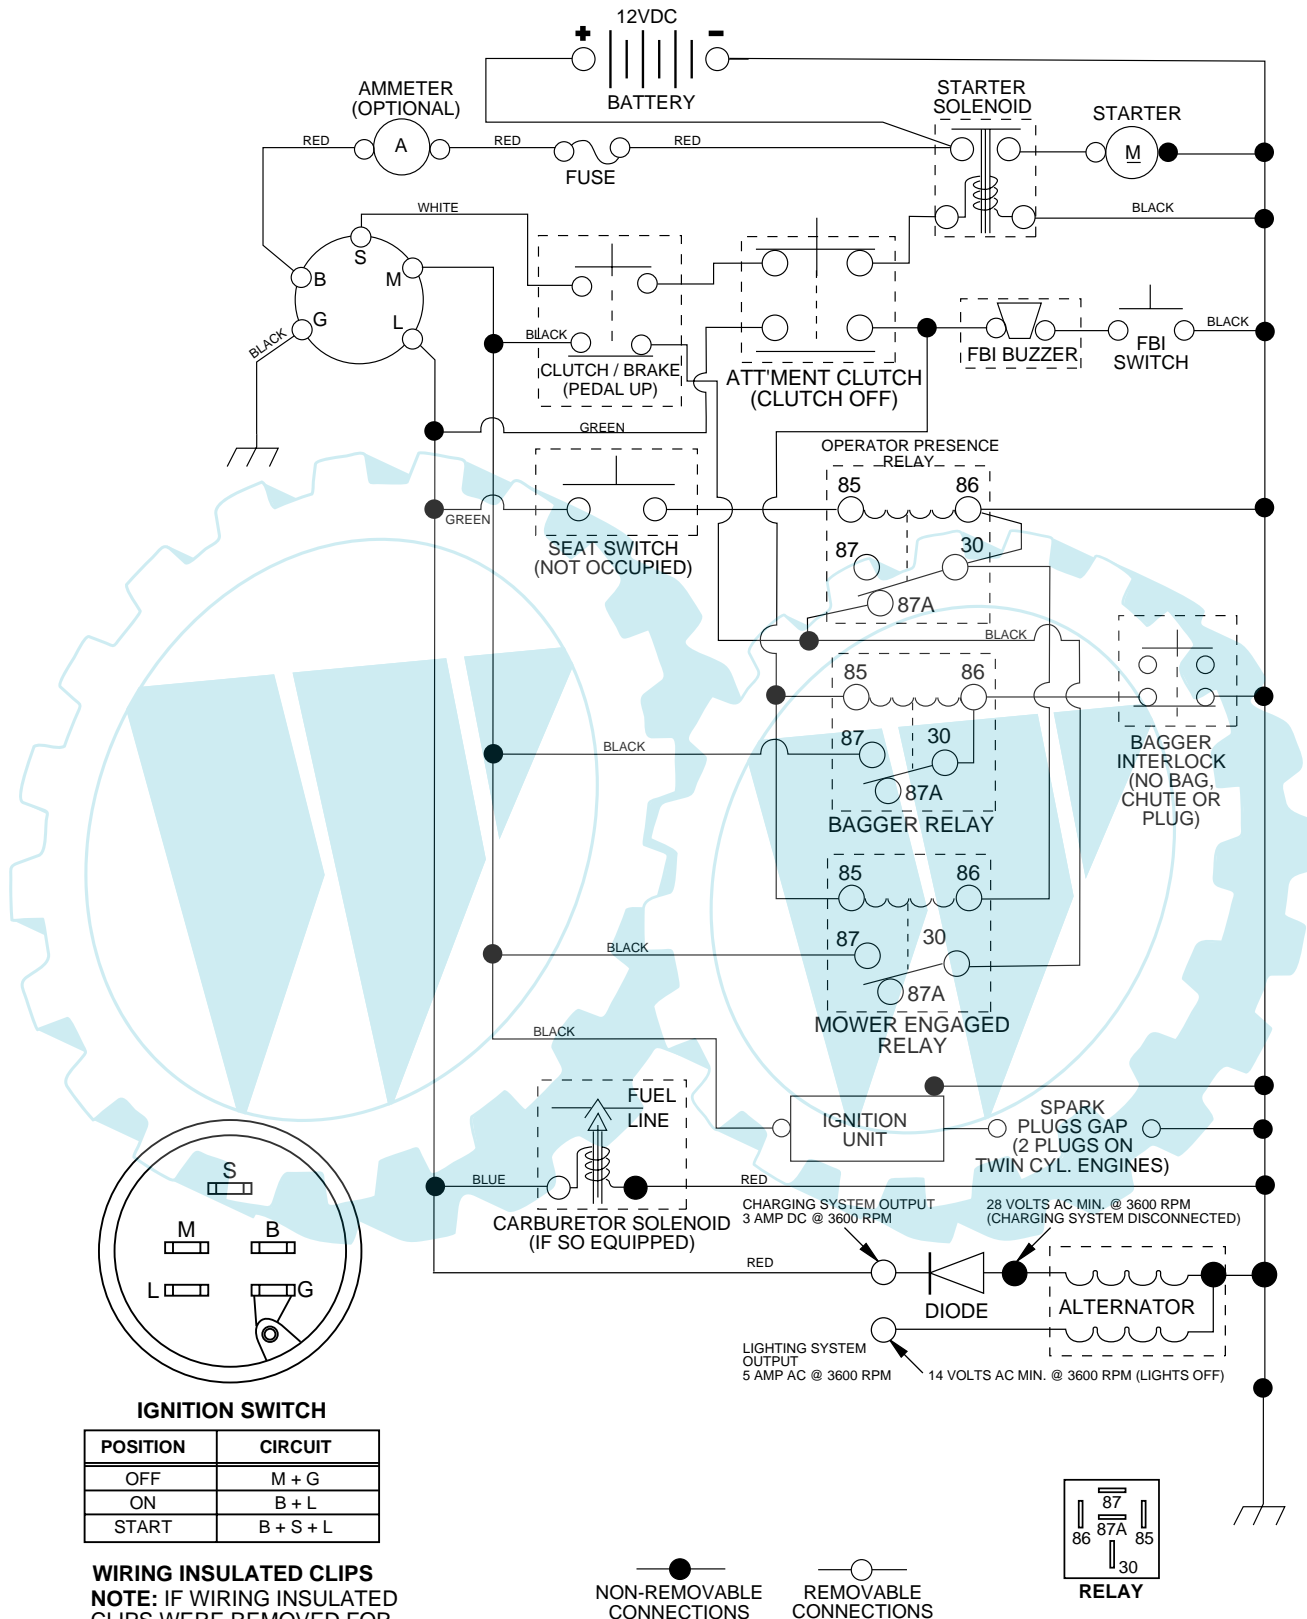 12VDC
+
-
BATTERY
AMMETER
(OPTIONAL)
STARTER
SOLENOID
STARTER
RED
A
RED
FUSE
RED
M
WHITE
BLACK
S
B
M
G
L
BLACK
BLACK
CLUTCH / BRAKE
(PEDAL UP)
ATT'MENT CLUTCH
(CLUTCH OFF)
FBI BUZZER
FBI
SWITCH
BLACK
GREEN
OPERATOR PRESENCE
RELAY
85
86
GREEN
SEAT SWITCH
(NOT OCCUPIED)
87
30
87A
BLACK
85
86
BLACK
87
30
87A
BAGGER RELAY
BAGGER
INTERLOCK
(NO BAG,
CHUTE OR
PLUG)
85
86
BLACK
87
30
87A
MOWER ENGAGED
RELAY
BLACK
FUEL
LINE
IGNITION
UNIT
SPARK
PLUGS GAP
(2 PLUGS ON
TWIN CYL. ENGINES)
BLUE
RED
CARBURETOR SOLENOID
(IF SO EQUIPPED)
CHARGING SYSTEM OUTPUT
3 AMP DC @ 3600 RPM
28 VOLTS AC MIN. @ 3600 RPM
(CHARGING SYSTEM DISCONNECTED)
RED
DIODE
ALTERNATOR
LIGHTING SYSTEM
OUTPUT
5 AMP AC @ 3600 RPM
14 VOLTS AC MIN. @ 3600 RPM (LIGHTS OFF)
S
M
B
L
G
IGNITION SWITCH
POSITION CIRCUIT
OFF M + G
ON B + L
START B + S + L
WIRING INSULATED CLIPS
NOTE: IF WIRING INSULATED
CLIPS WERE REMOVED FOR
NON-REMOVABLE
CONNECTIONS
REMOVABLE
CONNECTIONS
87
86
87A
85
30
RELAY